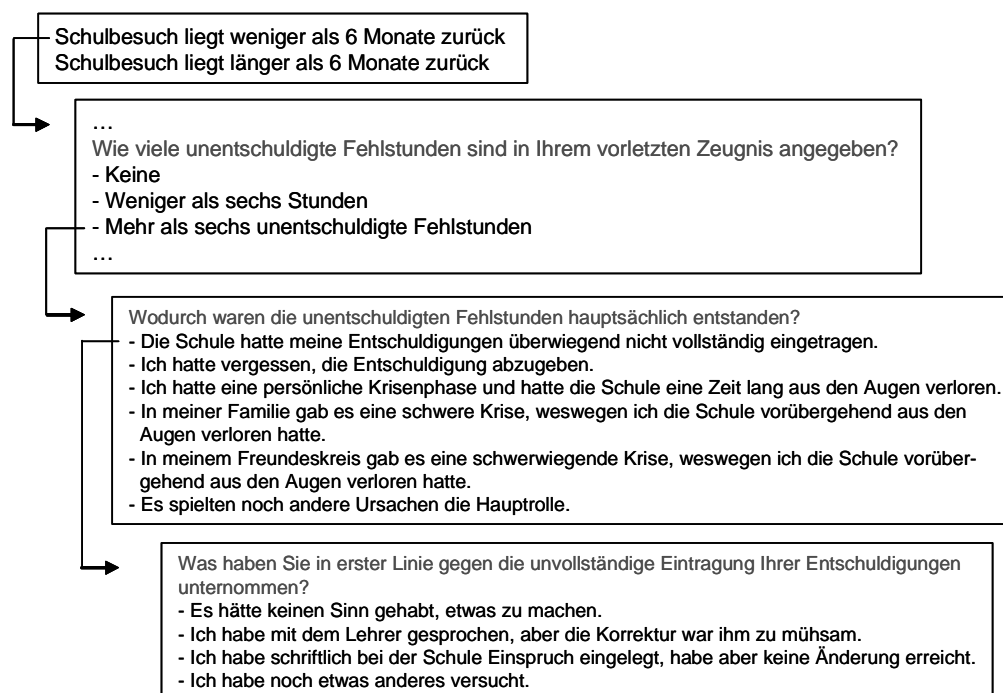 Schulbesuch liegt weniger als 6 Monate zurück
Schulbesuch liegt länger als 6 Monate zurück
…
Wie viele unentschuldigte Fehlstunden sind in Ihrem vorletzten Zeugnis angegeben?
- Keine
- Weniger als sechs Stunden
- Mehr als sechs unentschuldigte Fehlstunden
…
Wodurch waren die unentschuldigten Fehlstunden hauptsächlich entstanden?
- Die Schule hatte meine Entschuldigungen überwiegend nicht vollständig eingetragen.
- Ich hatte vergessen, die Entschuldigung abzugeben.
- Ich hatte eine persönliche Krisenphase und hatte die Schule eine Zeit lang aus den Augen verloren.
- In meiner Familie gab es eine schwere Krise, weswegen ich die Schule vorübergehend aus den
Augen verloren hatte.
- In meinem Freundeskreis gab es eine schwerwiegende Krise, weswegen ich die Schule vorüber-
gehend aus den Augen verloren hatte.
- Es spielten noch andere Ursachen die Hauptrolle.
Was haben Sie in erster Linie gegen die unvollständige Eintragung Ihrer Entschuldigungen
unternommen?
- Es hätte keinen Sinn gehabt, etwas zu machen.
- Ich habe mit dem Lehrer gesprochen, aber die Korrektur war ihm zu mühsam.
- Ich habe schriftlich bei der Schule Einspruch eingelegt, habe aber keine Änderung erreicht.
- Ich habe noch etwas anderes versucht.